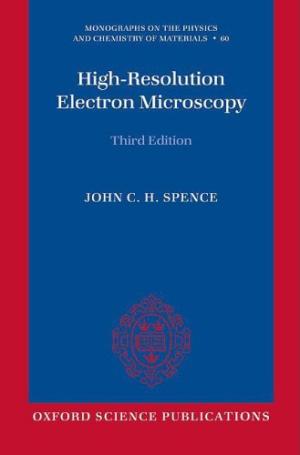 MONOGRAPHS ON THE PHYSICS
AND CHEMISTRY OF MATERIALS • 60
High-Resolution
Electron Microscopy
Third Edition
JOHN C. H. SPENCE
OXFORD SCIENCE PUBLICATIONS